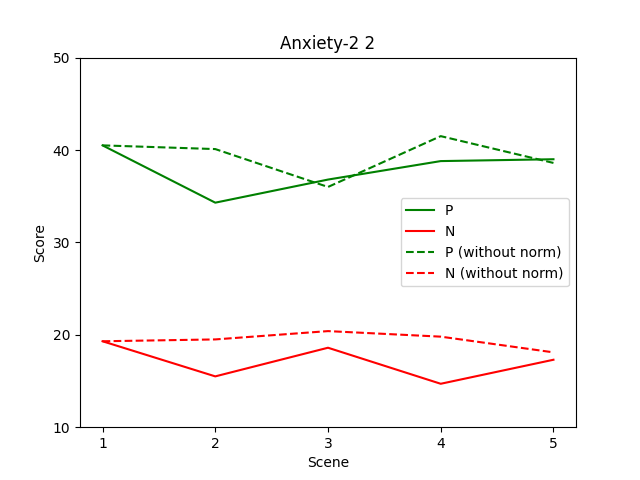 Anxiety-2 2
50
40
30
20
10
Score
P
N
P (without norm)
N (without norm)
1 2 3 4 5
Scene